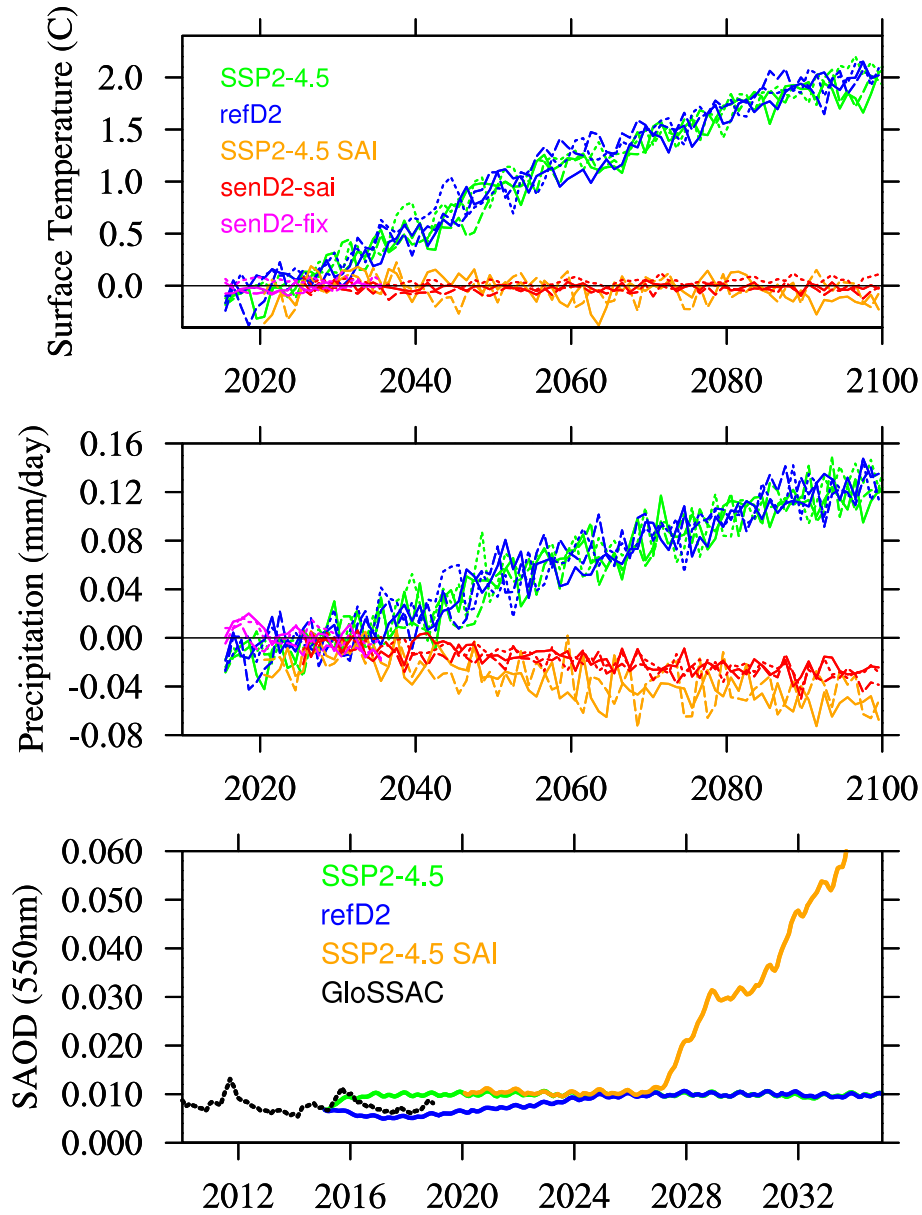 Surface Temperature (C)
2.0
1.5
1.0
0.5
0.0
SSP2-4.5
refD2
SSP2-4.5 SAI
senD2-sai
senD2-fix
2020 2040 2060 2080 2100
Precipitation (mm/day)
0.16
0.12
0.08
0.04
0.00
-0.04
-0.08
2020 2040 2060 2080 2100
SAOD (550nm)
0.060
0.050
0.040
0.030
0.020
0.010
0.000
SSP2-4.5
refD2
SSP2-4.5 SAI
GloSSAC
2012 2016 2020 2024 2028 2032